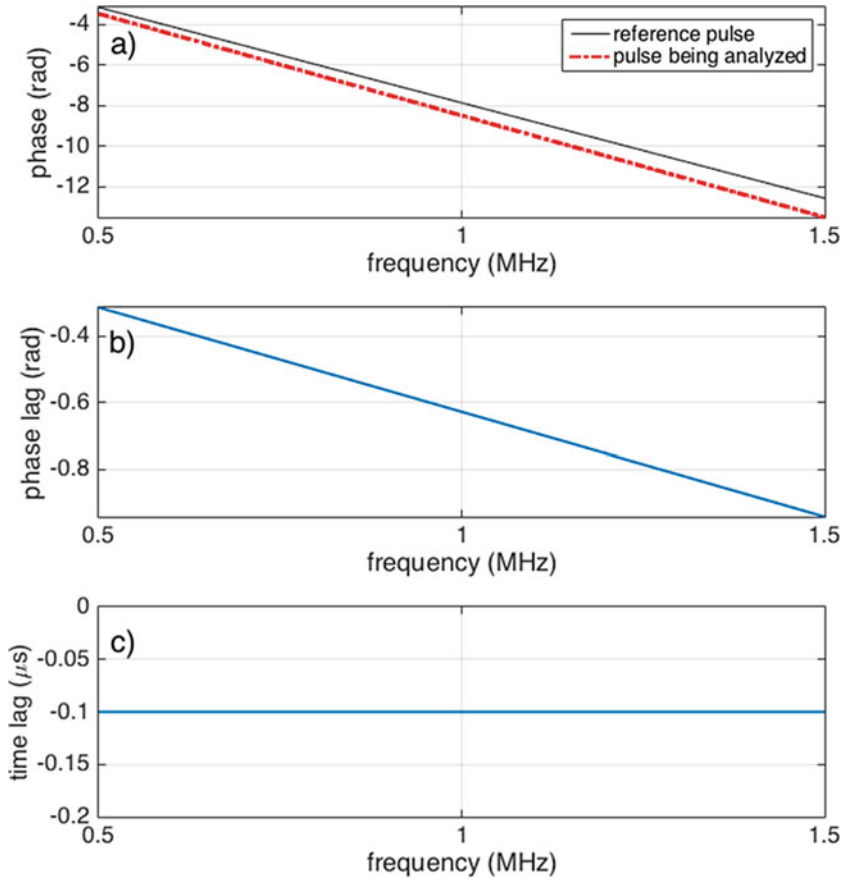 a)
reference pulse
pulse being analyzed
phase (rad)
-4
-6
-8
-10
-12
0.5 1 1.5
frequency (MHz)
b)
phase lag (rad)
-0.4
-0.6
-0.8
0.5 1 1.5
frequency (MHz)
c)
time lag (μs)
0
-0.05
-0.1
-0.15
-0.2
0.5 1 1.5
frequency (MHz)